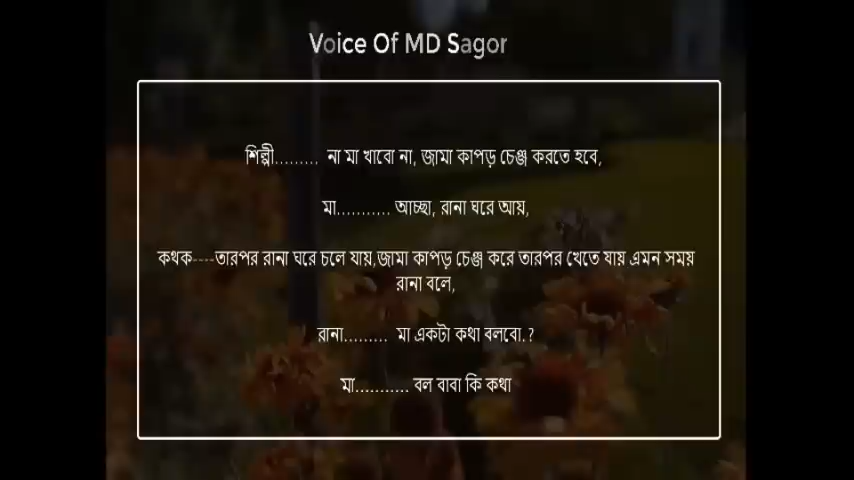 Voice Of MD Sagor
শিল্পী......... না মা খাবো না, জামা কাপড় চেঞ্জ করতে হবে,
মা........... আচ্ছা, রানা ঘরে আয়,
কথক----তারপর রানা ঘরে চলে যায়,জামা কাপড় চেঞ্জ করে তারপর খেতে যায় এমন সময়
রানা বলে,
রানা......... মা একটা কথা বলবো.?
মা........... বল বাবা কি কথা